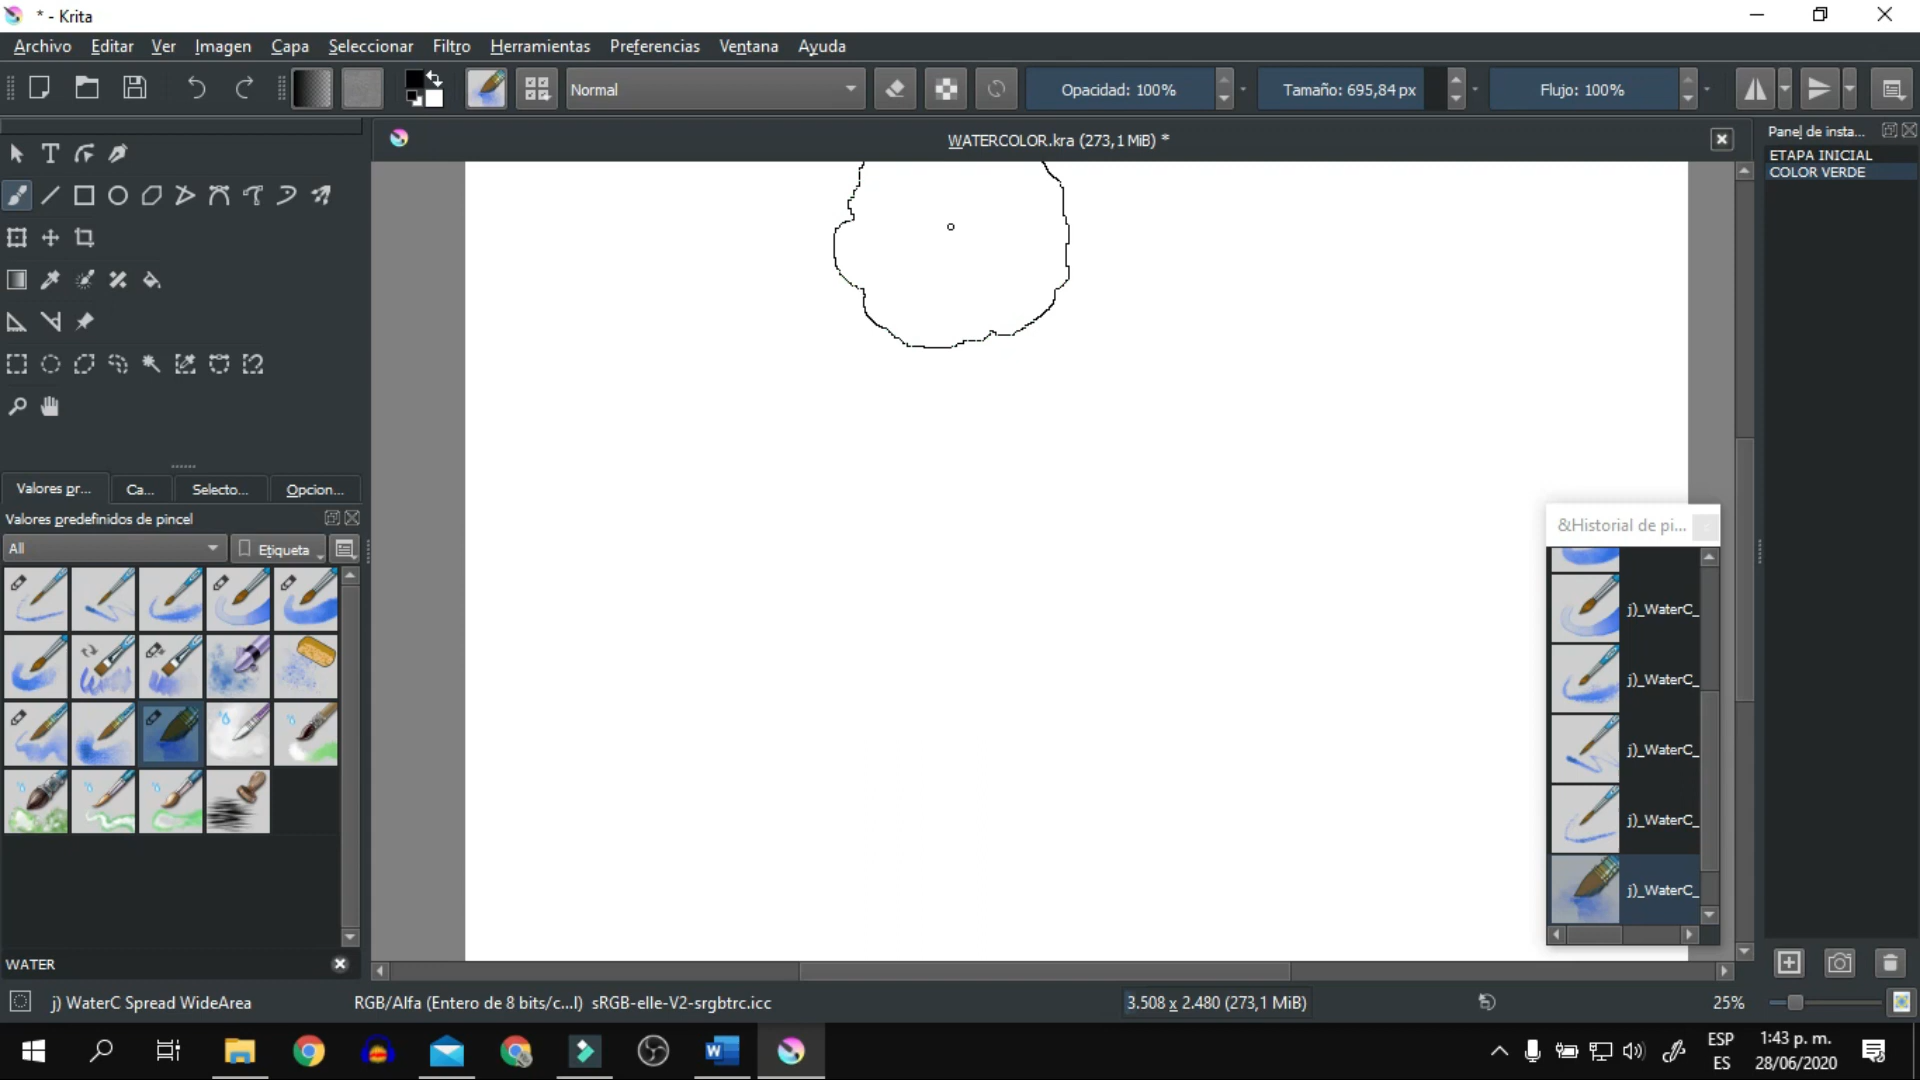 * - Krita
Archivo Editar Ver Imagen Capa Seleccionar Filtro Herramientas Preferencias Ventana Ayuda
Normal
Opacidad: 100%
Tamaño: 695,84 px
Flujo: 100%
WATERCOLOR.kra (273,1 MiB) *
Panel de insta...
ETAPA INICIAL
COLOR VERDE
Valores pr... Ca... Selecto... Opcion...
Valores predefinidos de pincel
All
Etiqueta
&Historial de pi...
j)_WaterC_
j)_WaterC_
j)_WaterC_
j)_WaterC_
j)_WaterC_
WATER
j) WaterC Spread WideArea
RGB/Alfa (Entero de 8 bits/c...l) sRGB-elle-V2-srgbtrc.icc
3.508 x 2.480 (273,1 MiB)
25%
ESP
ES
1:43 p. m.
28/06/2020